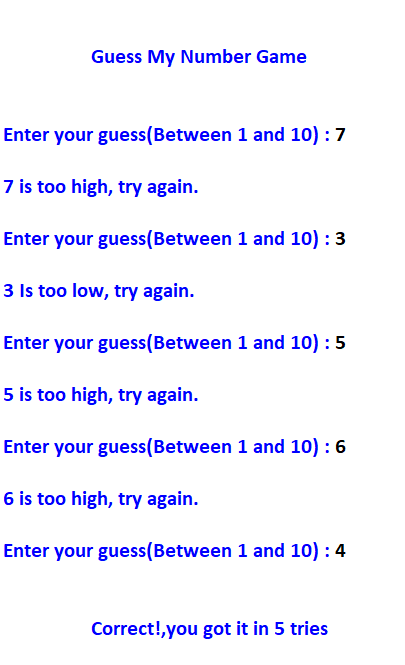 Guess My Number Game
Enter your guess(Between 1 and 10) : 7
7 is too high, try again.
Enter your guess(Between 1 and 10) : 3
3 Is too low, try again.
Enter your guess(Between 1 and 10) : 5
5 is too high, try again.
Enter your guess(Between 1 and 10) : 6
6 is too high, try again.
Enter your guess(Between 1 and 10) : 4
Correct!,you got it in 5 tries